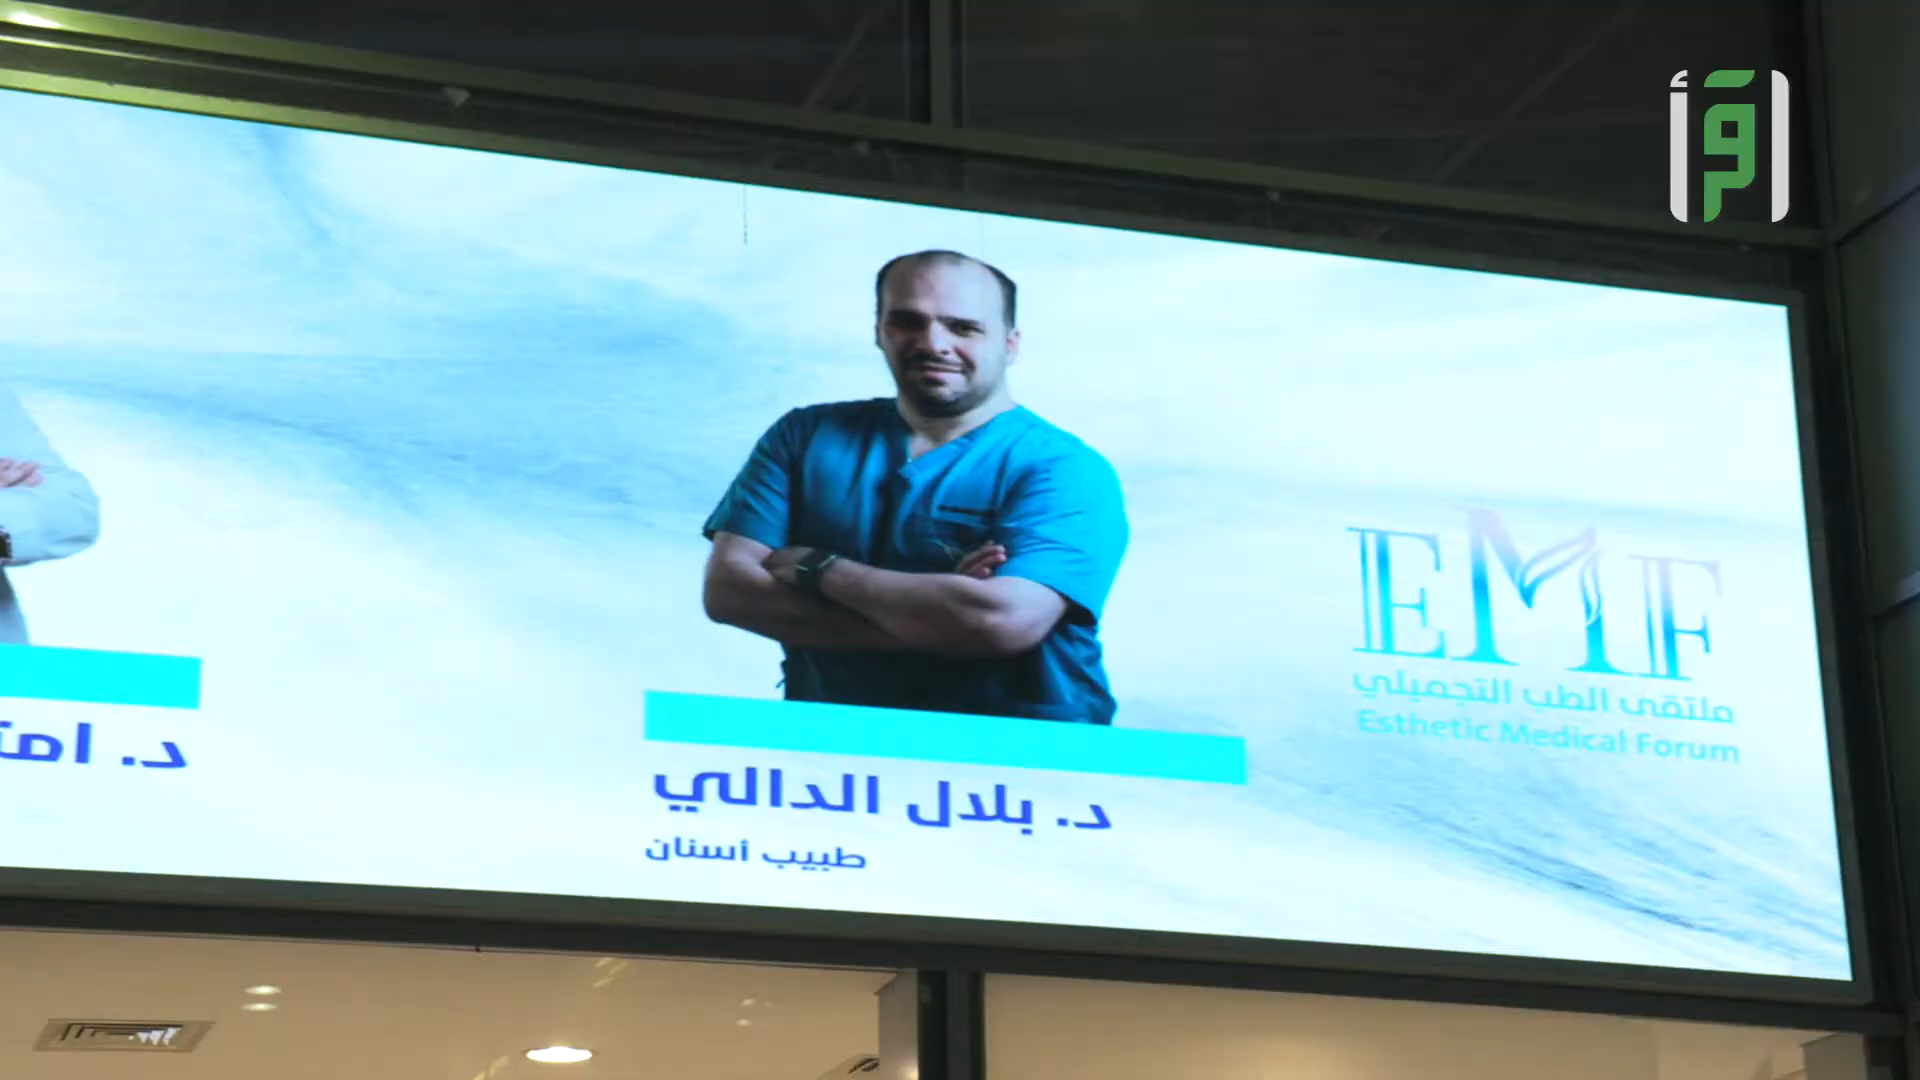 اقرأ
EMF
ملتقى الطب التجميلي
Esthetic Medical Forum
د. بلال الدالي
طبيب أسنان
د.